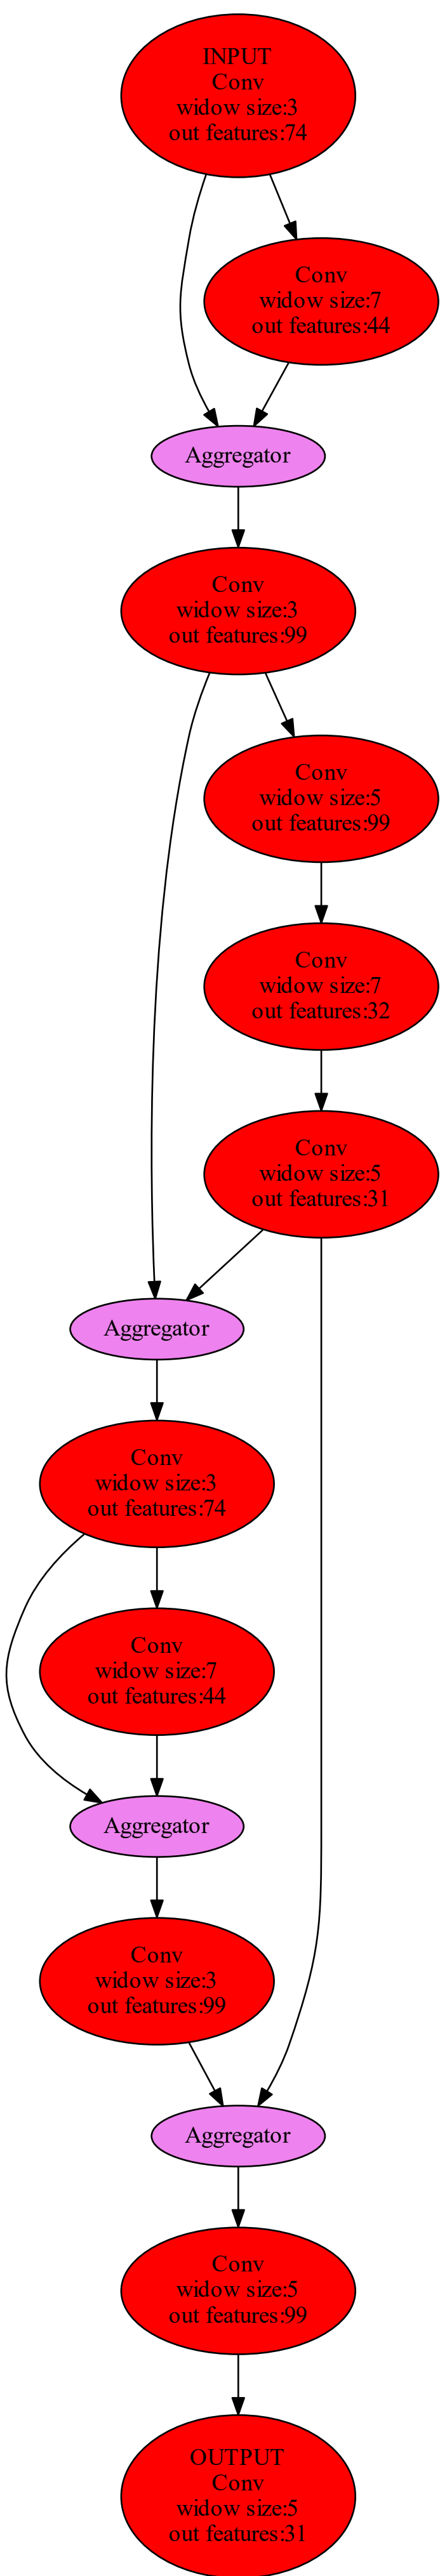 INPUT
Conv
widow size:3
out features:74
Conv
widow size:7
out features:44
Aggregator
Conv
widow size:3
out features:99
Conv
widow size:5
out features:99
Conv
widow size:7
out features:32
Conv
widow size:5
out features:31
Aggregator
Conv
widow size:3
out features:74
Conv
widow size:7
out features:44
Aggregator
Conv
widow size:3
out features:99
Aggregator
Conv
widow size:5
out features:99
OUTPUT
Conv
widow size:5
out features:31